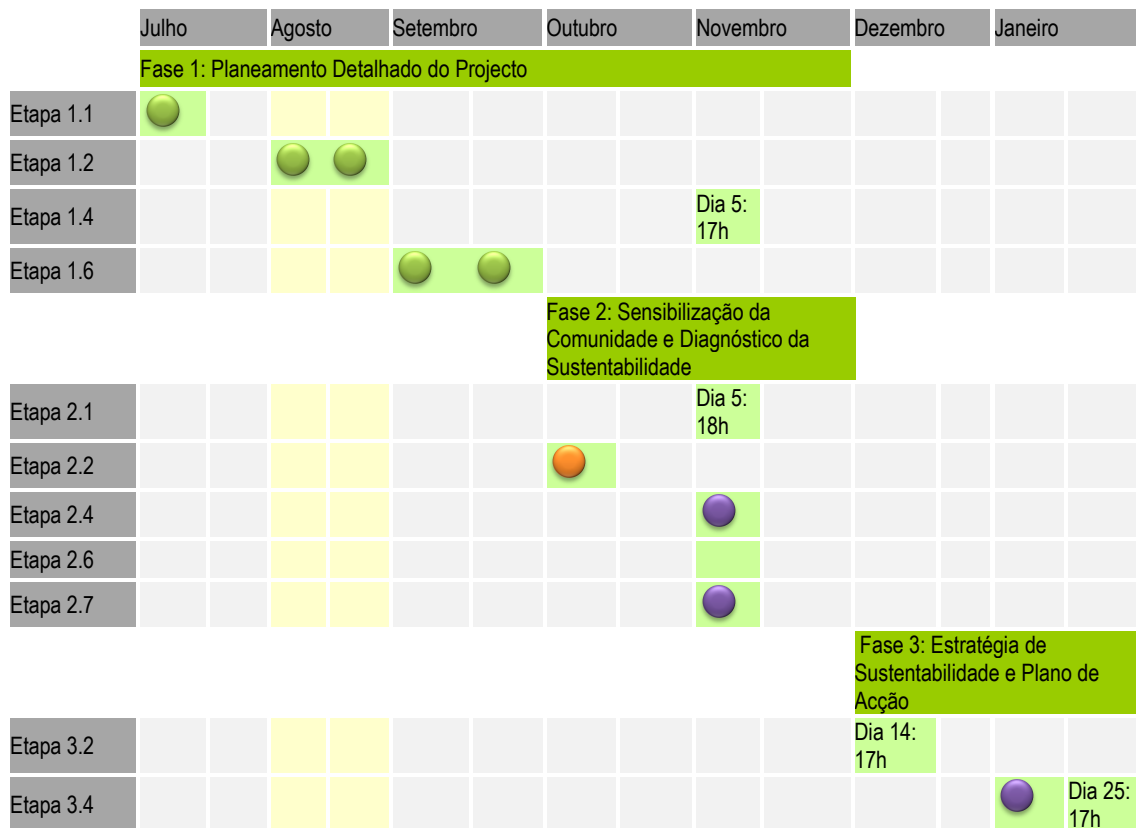 Julho Agosto Setembro Outubro Novembro Dezembro Janeiro
Fase 1: Planeamento Detalhado do Projecto
Etapa 1.1
Etapa 1.2
Etapa 1.4
Dia 5:
17h
Etapa 1.6
Fase 2: Sensibilização da
Comunidade e Diagnóstico da
Sustentabilidade
Etapa 2.1
Dia 5:
18h
Etapa 2.2
Etapa 2.4
Etapa 2.6
Etapa 2.7
Fase 3: Estratégia de
Sustentabilidade e Plano de
Acção
Etapa 3.2
Dia 14:
17h
Etapa 3.4
Dia 25:
17h